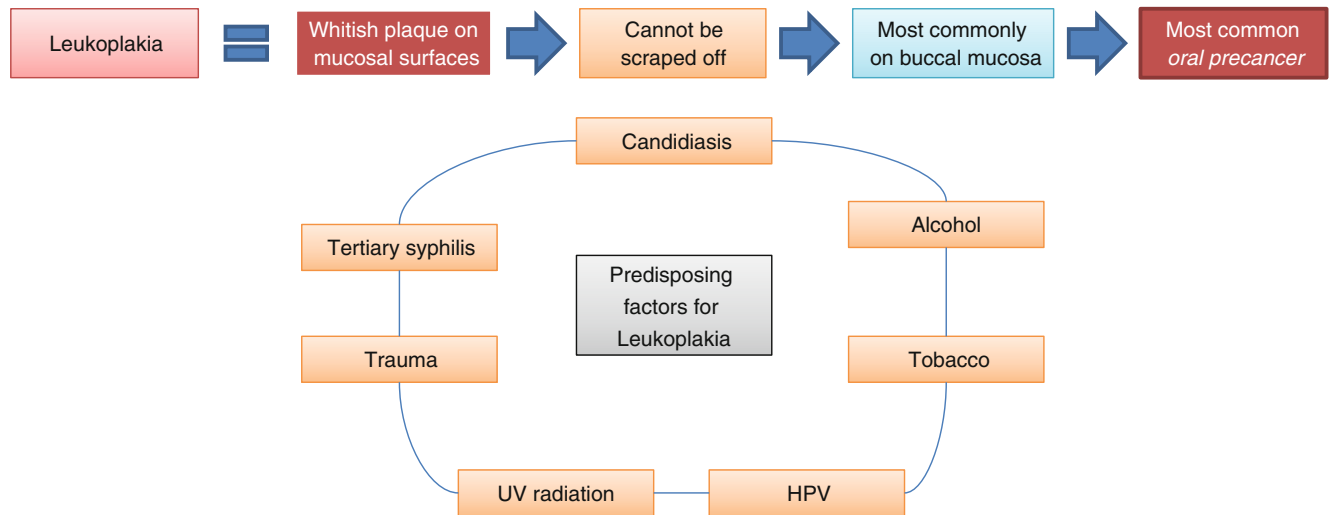 Leukoplakia
Whitish plaque on
mucosal surfaces
Cannot be
scraped off
Most commonly
on buccal mucosa
Most common
oral precancer
Candidiasis
Alcohol
Tertiary syphilis
Predisposing
factors for
Leukoplakia
Trauma
Tobacco
UV radiation
HPV